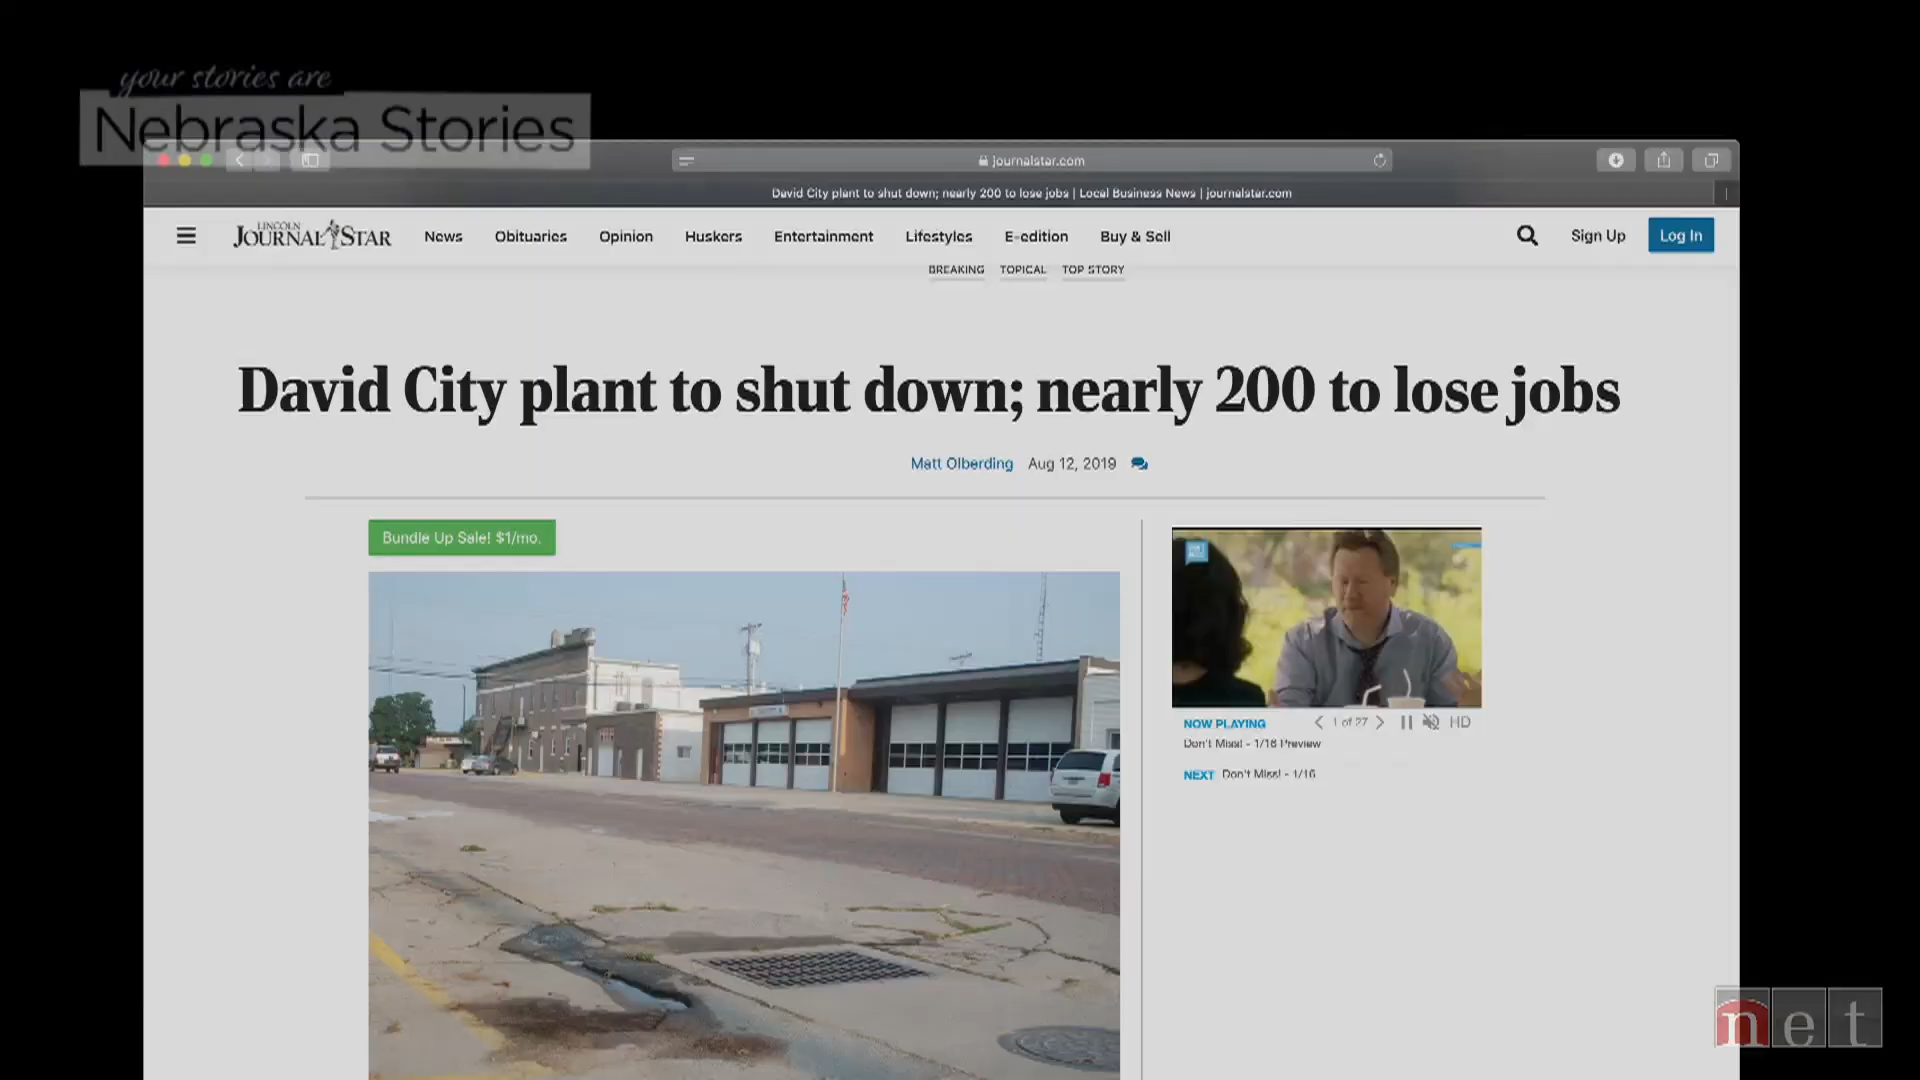 your stories are
Nebraska Stories
journalstar.com
David City plant to shut down; nearly 200 to lose jobs | Local Business News | journalstar.com
LINCOLN
JOURNAL STAR
News Obituaries Opinion Huskers Entertainment Lifestyles E-edition Buy & Sell
Sign Up Log In
BREAKING TOPICAL TOP STORY
David City plant to shut down; nearly 200 to lose jobs
Matt Olberding Aug 12, 2019
Bundle Up Sale! $1/mo.
NOW PLAYING 1 of 27 HD
Don't Miss! - 1/16 Preview
NEXT Don't Miss! - 1/16
net